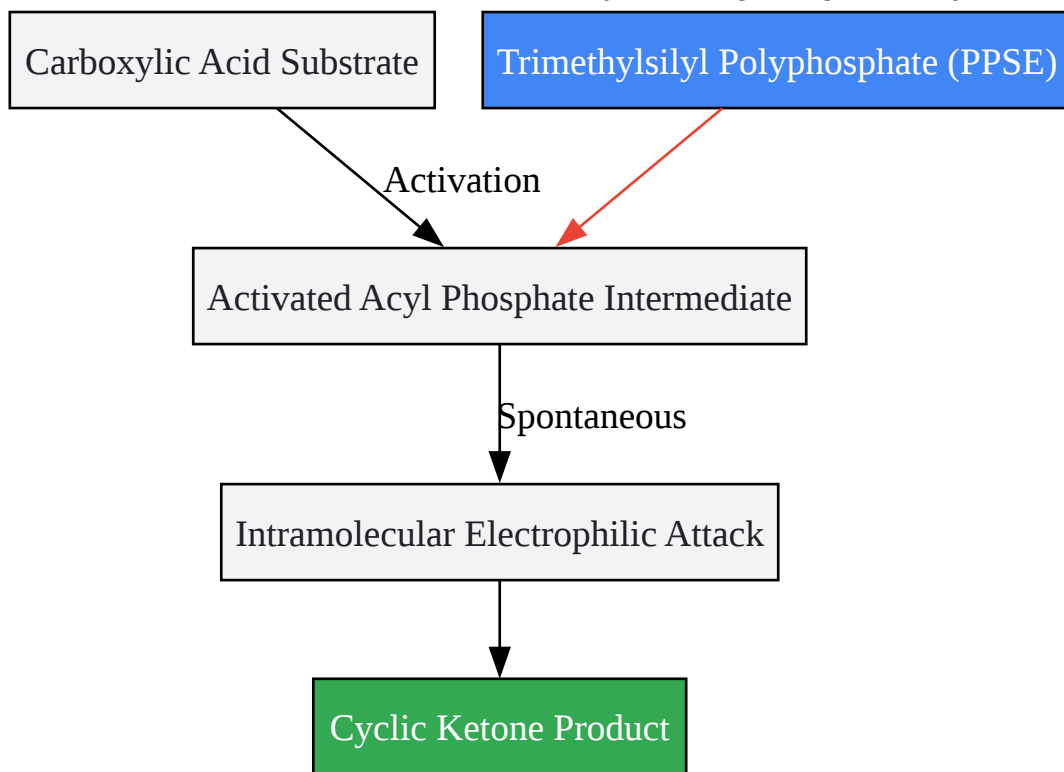 Carboxylic Acid Substrate
Trimethylsilyl Polyphosphate (PPSE)
Activation
Activated Acyl Phosphate Intermediate
Spontaneous
Intramolecular Electrophilic Attack
Cyclic Ketone Product